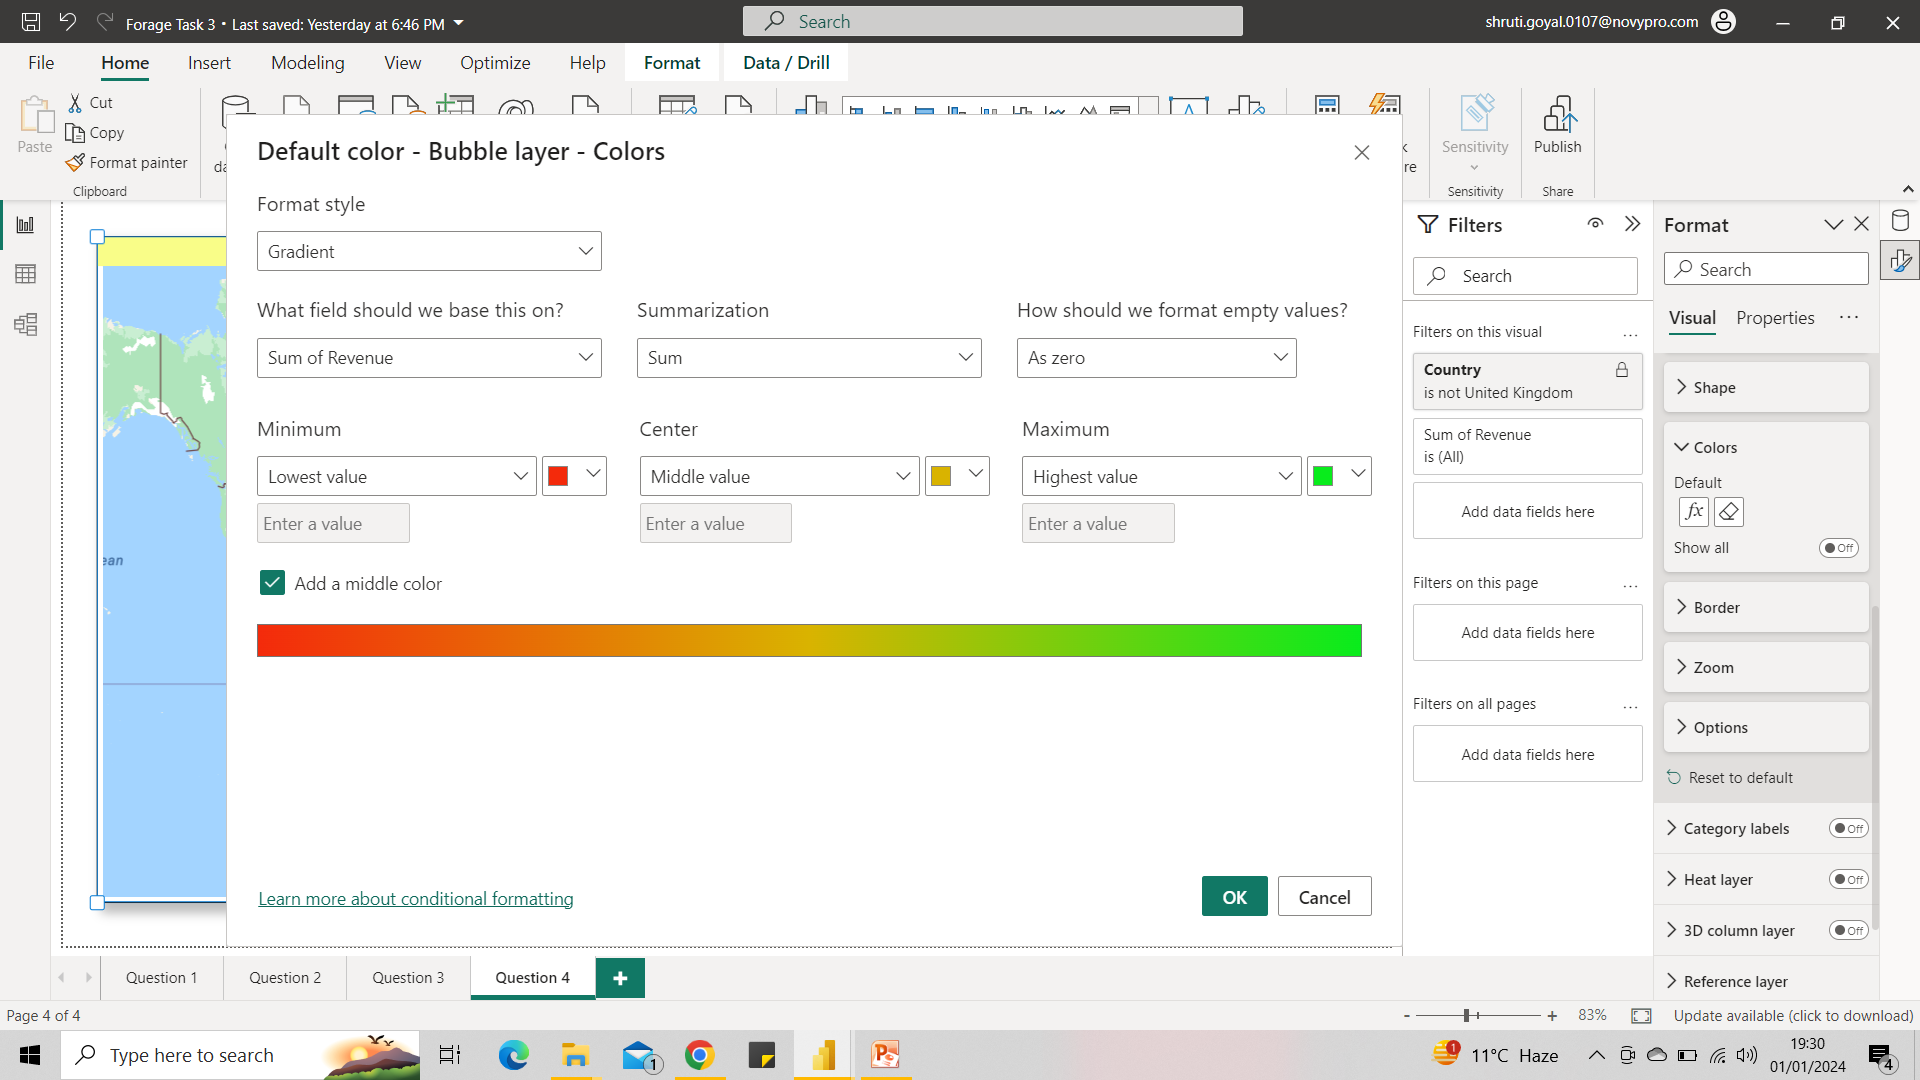 Forage Task 3 • Last saved: Yesterday at 6:46 PM
Search
shruti.goyal.0107@novypro.com
File Home Insert Modeling View Optimize Help Format Data / Drill
Paste
Cut
Copy
Format painter
Clipboard
Sensitivity
Publish
Sensitivity
Share
Default color - Bubble layer - Colors
Format style
Gradient
What field should we base this on? Summarization How should we format empty values?
Sum of Revenue Sum As zero
Minimum Center Maximum
Lowest value Middle value Highest value
Enter a value Enter a value Enter a value
Add a middle color
Learn more about conditional formatting
OK Cancel
ean
Filters
Search
Filters on this visual ...
Country
is not United Kingdom
Sum of Revenue
is (All)
Add data fields here
Filters on this page ...
Add data fields here
Filters on all pages ...
Add data fields here
Format
Search
Visual Properties ...
Shape
Colors
Default
fx
Show all Off
Border
Zoom
Options
Reset to default
Category labels Off
Heat layer Off
3D column layer Off
Reference layer
Question 1 Question 2 Question 3 Question 4 +
Page 4 of 4
- + 83%
Update available (click to download)
Type here to search
1
1
11°C Haze
19:30
01/01/2024
4